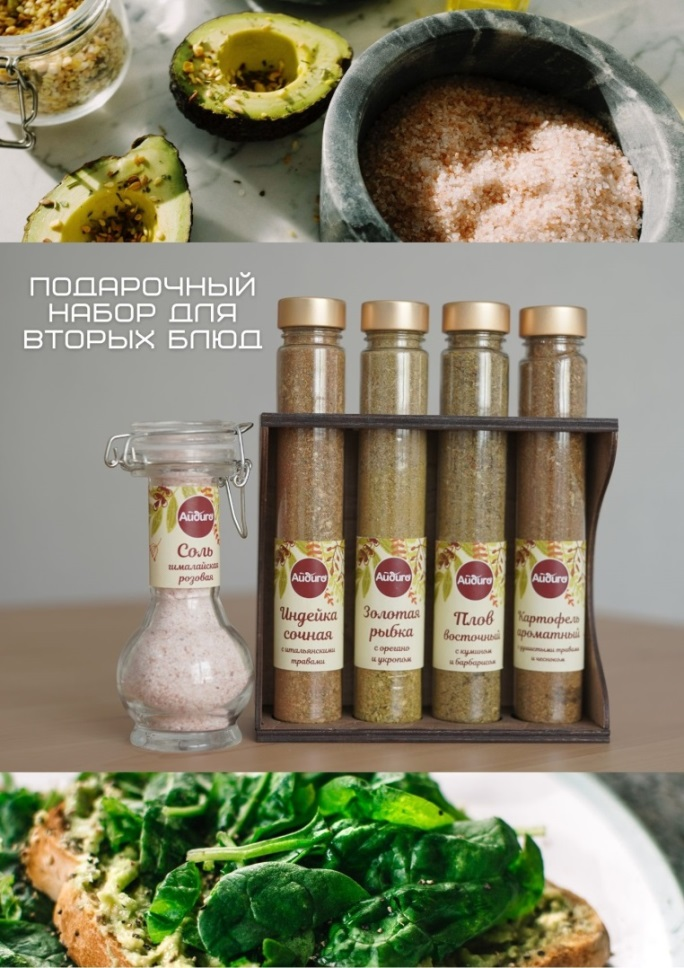 ПОДАРОЧНЫЙ
НАБОР ДЛЯ
ВТОРЫХ БЛЮД
Айдиго
Соль
гималайская
розовая
Айдиго
Индейка
сочная
с итальянскими
травами
Айдиго
Золотая
рыбка
с орегано
и укропом
Айдиго
Плов
восточный
с кумином
и барбарисом
Айдиго
Картофель
ароматный
с душистыми травами
и чесноком